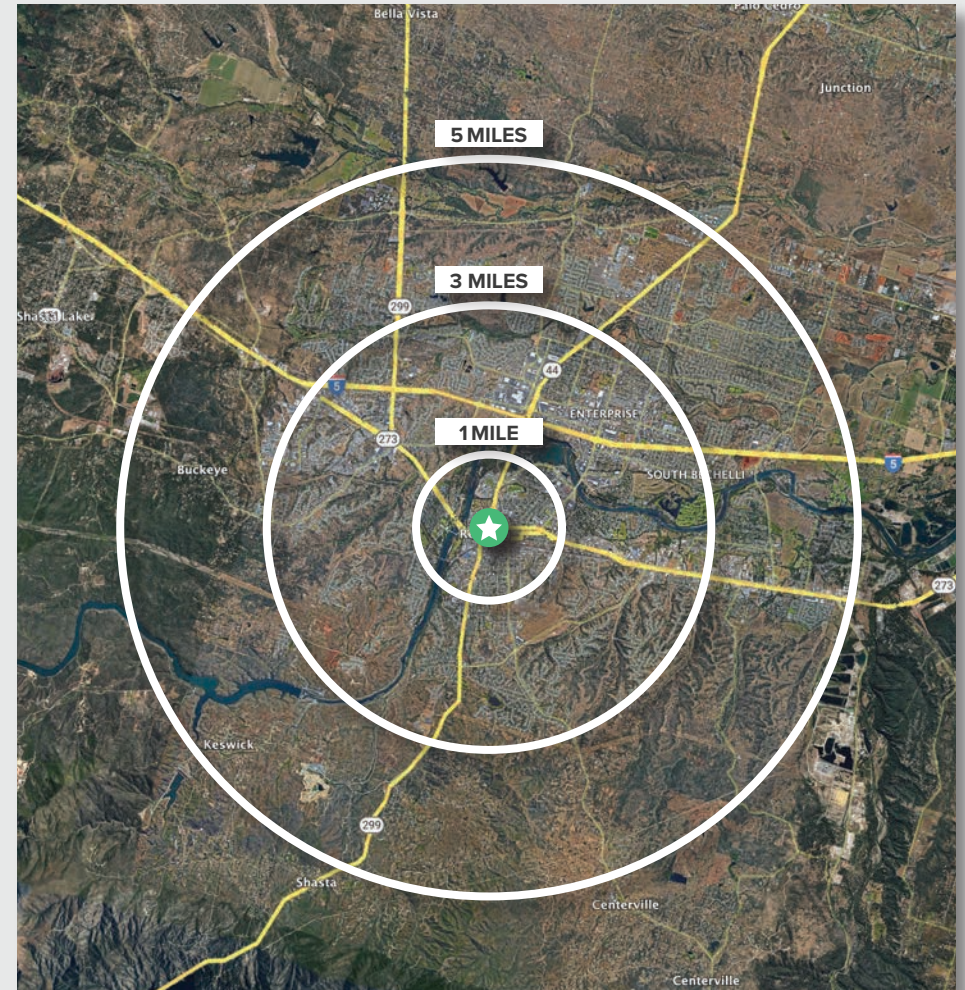 Bella Vista
Palo Cedro
Junction
5 MILES
3 MILES
299
Shasta Lake
5
44
ENTERPRISE
1 MILE
273
Buckeye
SOUTH BECHELLI
5
273
Keswick
299
Shasta
Centerville
Centerville